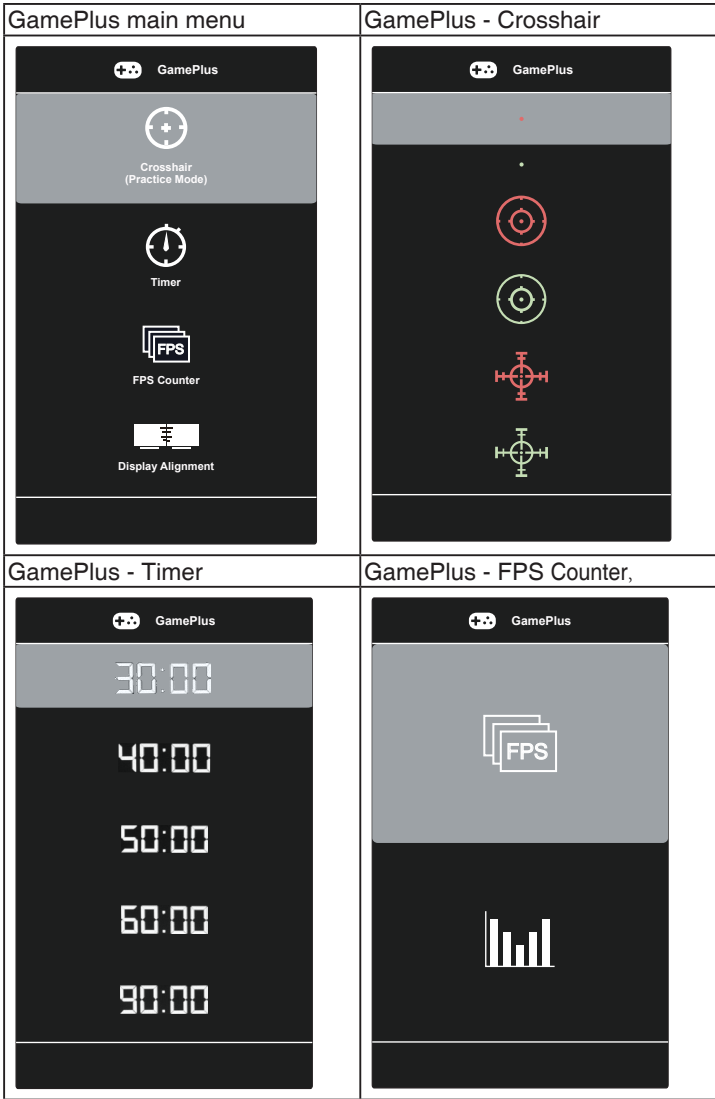 GamePlus main menu
GamePlus - Crosshair
GamePlus
Crosshair
(Practice Mode)
Timer
FPS
FPS Counter
Display Alignment
GamePlus
GamePlus - Timer
GamePlus - FPS Counter,
GamePlus
30:00
40:00
50:00
60:00
90:00
GamePlus
FPS